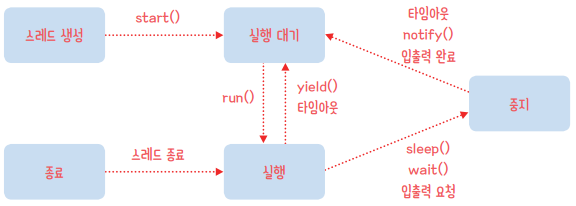 스레드 생성
start()
실행 대기
타임아웃
notify()
입출력 완료
run()
yield()
타임아웃
중지
종료
스레드 종료
실행
sleep()
wait()
입출력 요청